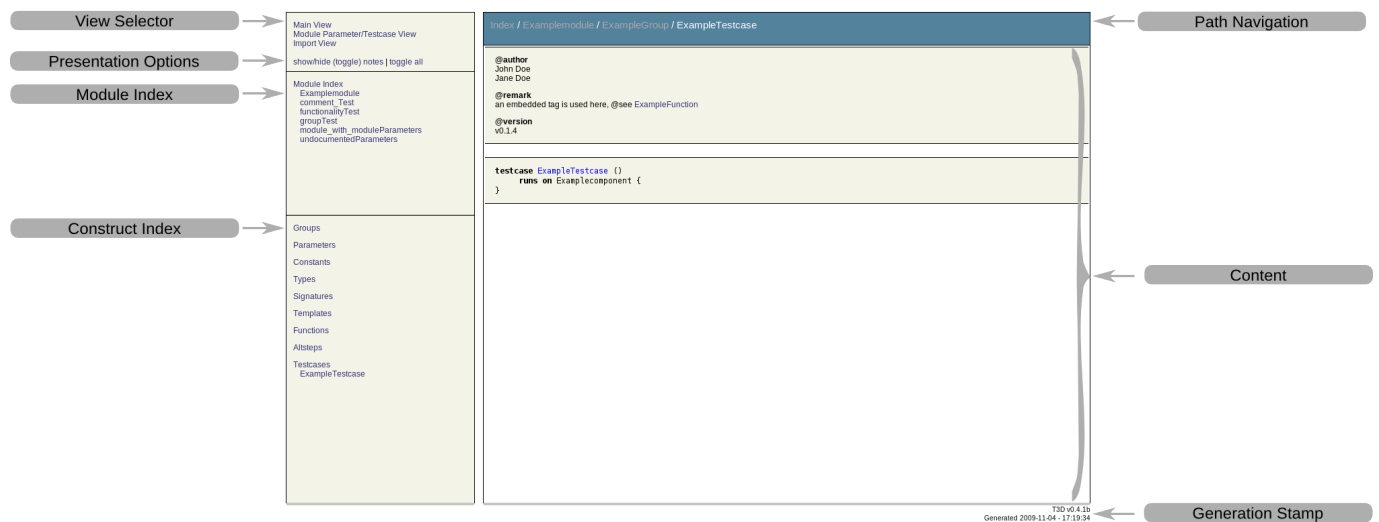 View Selector
Presentation Options
Module Index
Construct Index
Main View
Module Parameter/Testcase View
Import View
show/hide (toggle) notes | toggle all
Module Index
Examplemodule
comment_Test
functionalityTest
groupTest
module_with_moduleParameters
undocumentedParameters
Groups
Parameters
Constants
Types
Signatures
Templates
Functions
Altsteps
Testcases
ExampleTestcase
Index / Examplemodule / ExampleGroup / ExampleTestcase
@author
John Doe
Jane Doe
@remark
an embedded tag is used here, @see ExampleFunction
@version
v0.1.4
testcase ExampleTestcase ()
runs on Examplecomponent {
}
T3D v0.4.1b
Generated 2009-11-04 - 17:19:34
Path Navigation
Content
Generation Stamp